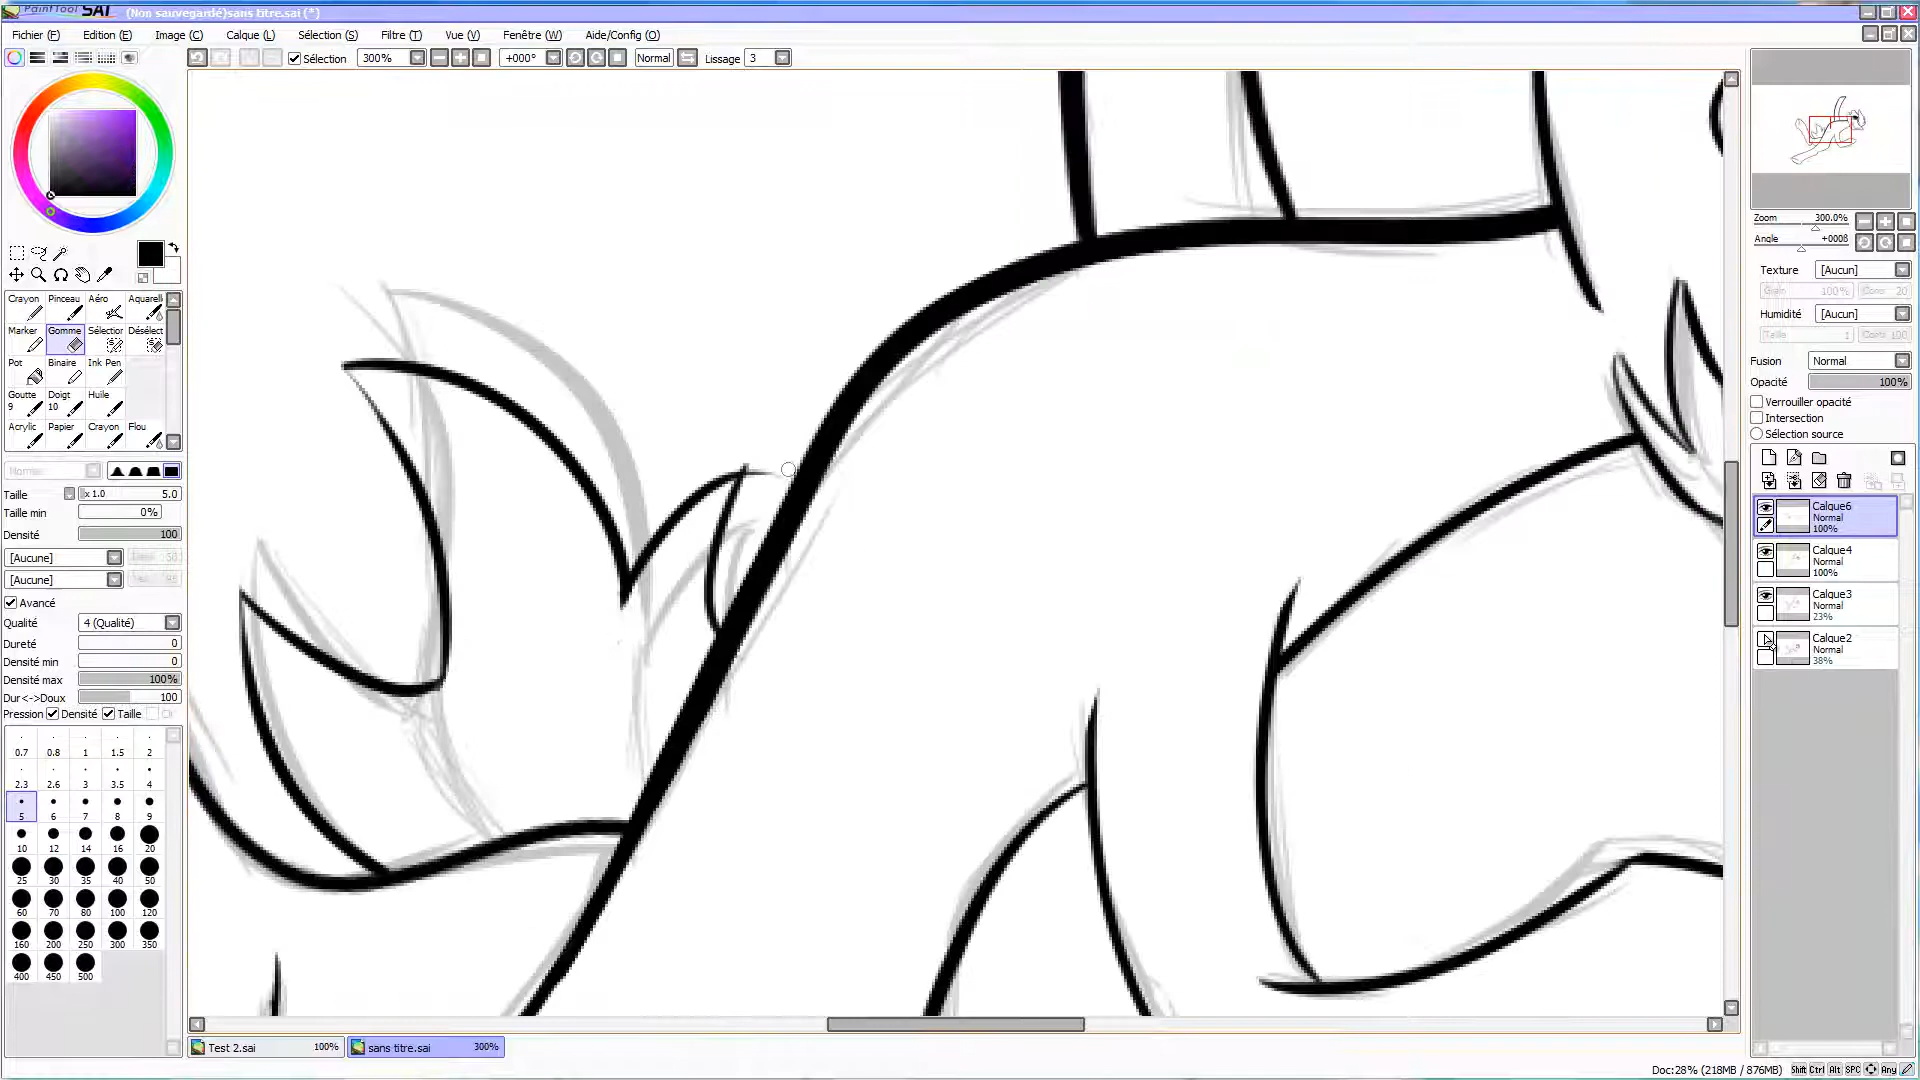 PaintTool SAI (Non sauvegardé)sans titre.sai (*)
Fichier (F) Edition (E) Image (C) Calque (L) Sélection (S) Filtre (T) Vue (V) Fenêtre (W) Aide/Config (O)
Sélection 300% +000° Normal Lissage 3
Crayon Pinceau Aéro Aquarell
Marker Gomme Sélection Désélect
Pot Binaire Ink Pen
Goutte Doigt Huile
9 10
Acrylic Papier Crayon Flou
Taille x 1.0 5.0
Taille min 0%
Densité 100
[Aucune]
[Aucune]
Avancé
Qualité 4 (Qualité)
Dureté 0
Densité min 0
Densité max 100%
Dur<->Doux 100
Pression Densité Taille
0.7 0.8 1 1.5 2
2.3 2.6 3 3.5 4
5 6 7 8 9
10 12 14 16 20
25 30 35 40 50
60 70 80 100 120
160 200 250 300 350
400 450 500
Zoom 300.0%
Angle
Texture [Aucun]
100% 20
Humidité [Aucun]
Taille 1 100
Fusion Normal
Opacité 100%
Verrouiller opacité
Intersection
Sélection source
Calque6
Normal
100%
Calque4
Normal
100%
Calque3
Normal
23%
Calque2
Normal
38%
Test 2.sai 100% sans titre.sai 300%
Doc:28% (218MB / 876MB) Shift Ctrl Alt SPC Any